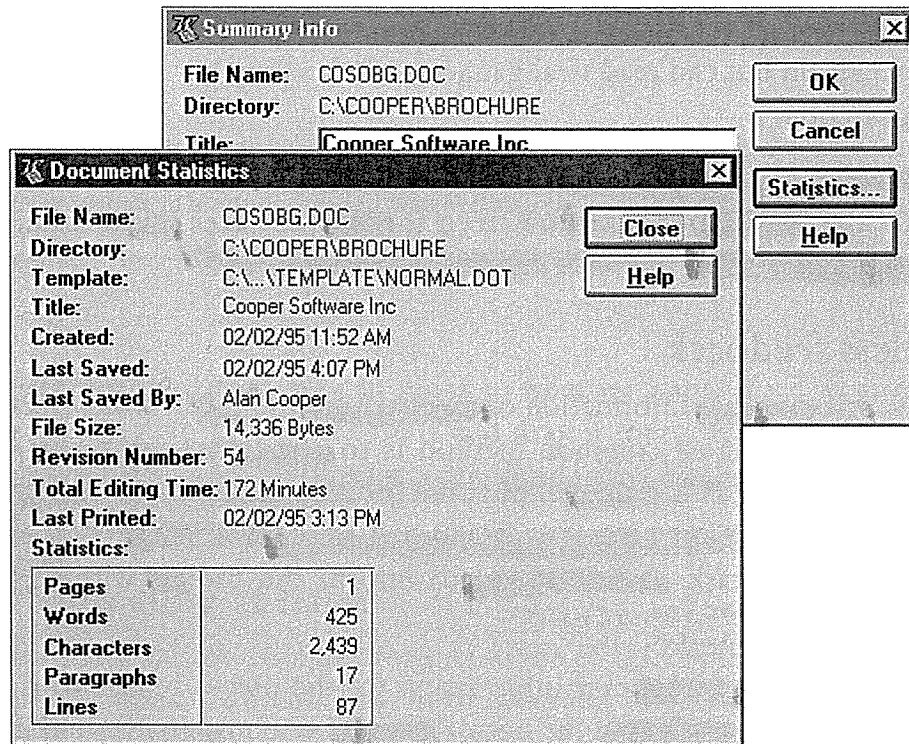 Summary Info
File Name: COSOBG.DOC
Directory: C:\COOPER\BROCHURE
Title: Cooper Software Inc
OK
Cancel
Statistics...
Help
Document Statistics
File Name: COSOBG.DOC
Directory: C:\COOPER\BROCHURE
Template: C:\...\TEMPLATE\NORMAL.DOT
Title: Cooper Software Inc
Created: 02/02/95 11:52 AM
Last Saved: 02/02/95 4:07 PM
Last Saved By: Alan Cooper
File Size: 14,336 Bytes
Revision Number: 54
Total Editing Time: 172 Minutes
Last Printed: 02/02/95 3:13 PM
Statistics:
Pages 1
Words 425
Characters 2,439
Paragraphs 17
Lines 87
Close
Help